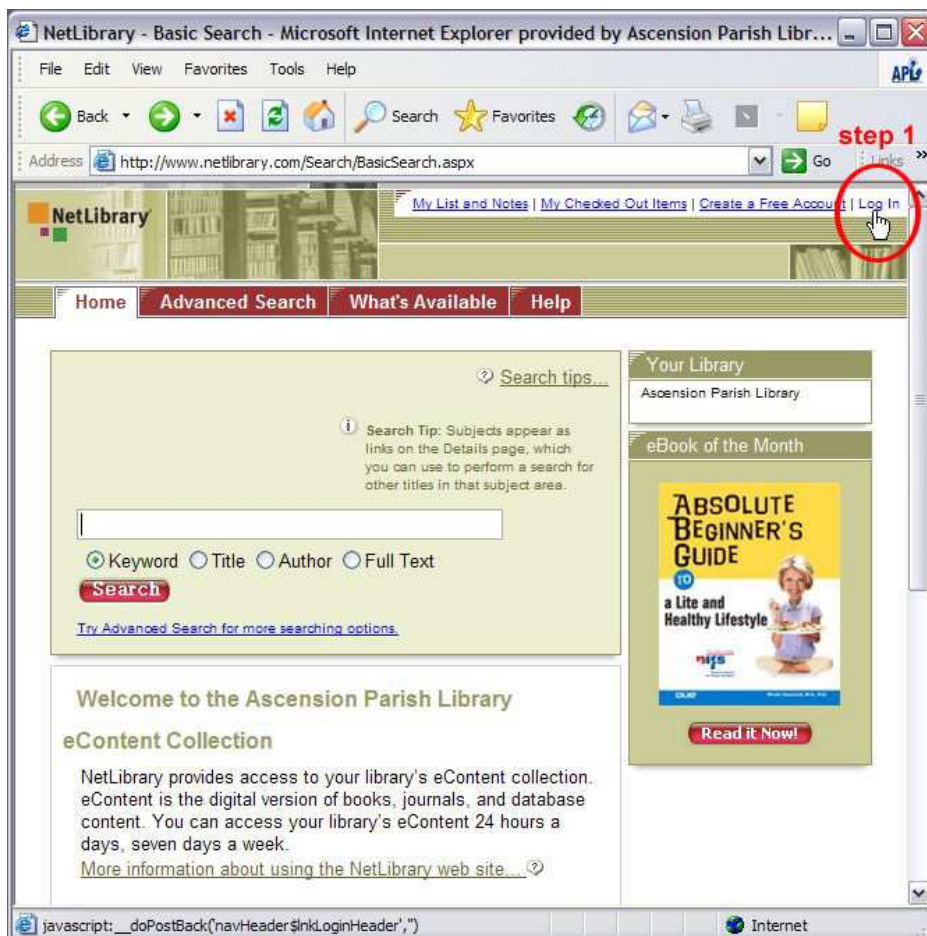 NetLibrary - Basic Search - Microsoft Internet Explorer provided by Ascension Parish Libr...
File Edit View Favorites Tools Help
APL
Back Search Favorites
step 1
Address http://www.netlibrary.com/Search/BasicSearch.aspx Go Links »
NetLibrary
My List and Notes | My Checked Out Items | Create a Free Account | Log In
Home Advanced Search What's Available Help
Search tips...
Search Tip: Subjects appear as
links on the Details page, which
you can use to perform a search for
other titles in that subject area.
Keyword Title Author Full Text
Search
Try Advanced Search for more searching options.
Your Library
Ascension Parish Library
eBook of the Month
ABSOLUTE
BEGINNER'S
GUIDE
TO
a Lite and
Healthy Lifestyle
QUE
Read it Now!
Welcome to the Ascension Parish Library
eContent Collection
NetLibrary provides access to your library's eContent collection.
eContent is the digital version of books, journals, and database
content. You can access your library's eContent 24 hours a
days, seven days a week.
More information about using the NetLibrary web site...
javascript:__doPostBack('navHeader$lnkLoginHeader','') Internet